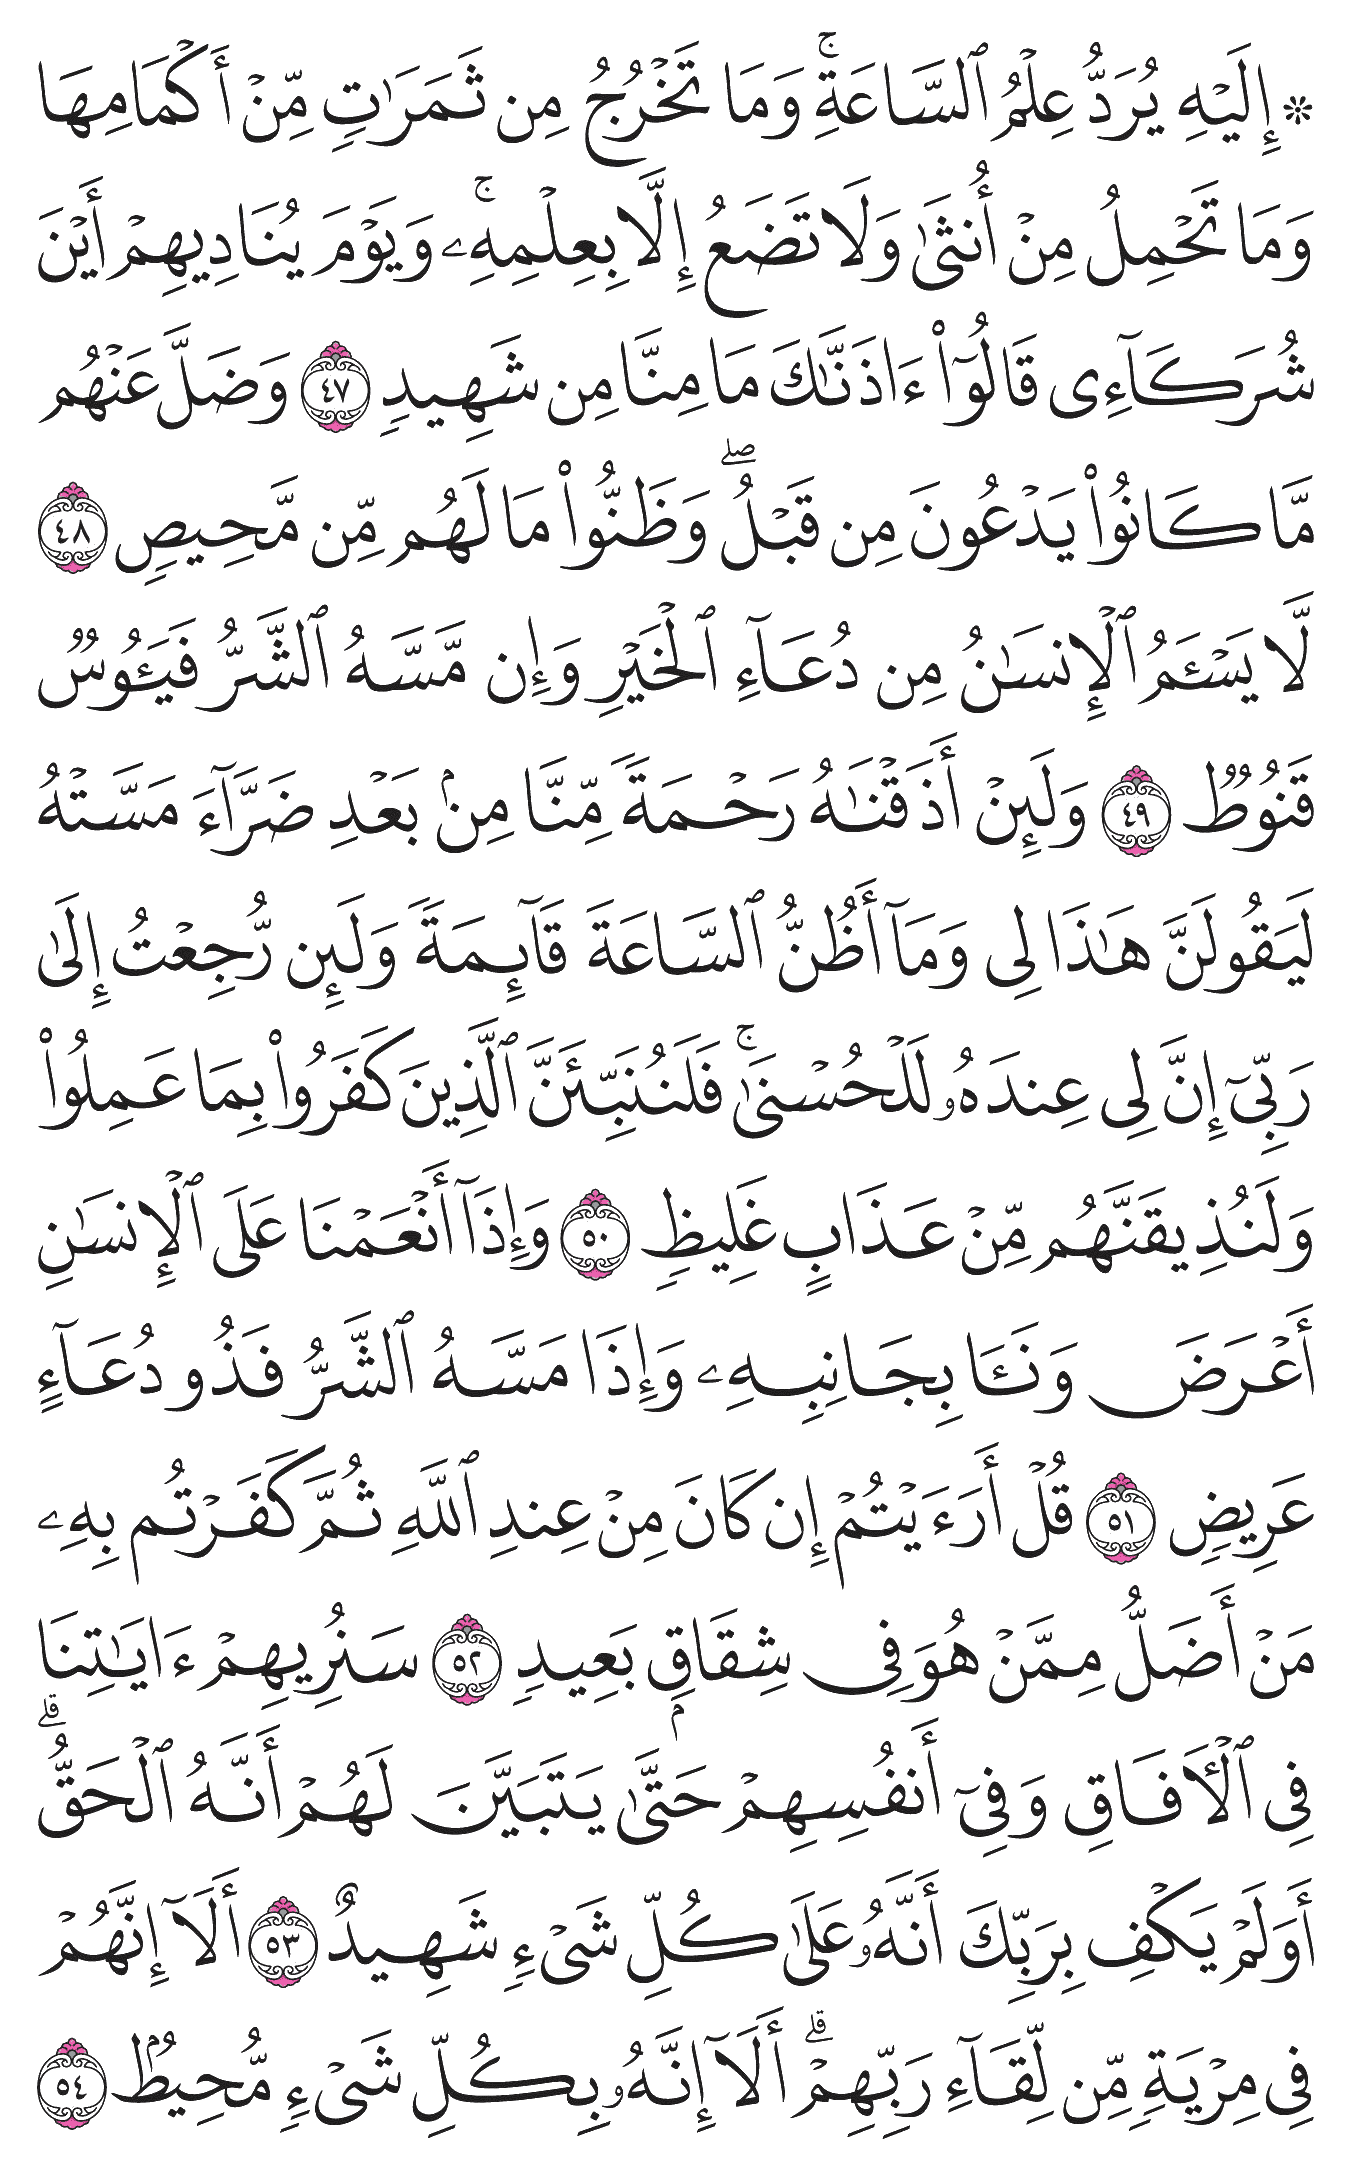 ۞ إِلَيۡهِ يُرَدُّ عِلۡمُ ٱلسَّاعَةِۚ وَمَا تَخۡرُجُ مِن ثَمَرَٰتٖ مِّنۡ أَكۡمَامِهَا
وَمَا تَحۡمِلُ مِنۡ أُنثَىٰ وَلَا تَضَعُ إِلَّا بِعِلۡمِهِۦۚ وَيَوۡمَ يُنَادِيهِمۡ أَيۡنَ
شُرَكَآءِي قَالُوٓاْ ءَاذَنَّٰكَ مَا مِنَّا مِن شَهِيدٖ ٤٧ وَضَلَّ عَنۡهُم
مَّا كَانُواْ يَدۡعُونَ مِن قَبۡلُۖ وَظَنُّواْ مَا لَهُم مِّن مَّحِيصٖ ٤٨
لَّا يَسۡـَٔمُ ٱلۡإِنسَٰنُ مِن دُعَآءِ ٱلۡخَيۡرِ وَإِن مَّسَّهُ ٱلشَّرُّ فَيَـُٔوسٞ
قَنُوطٞ ٤٩ وَلَئِنۡ أَذَقۡنَٰهُ رَحۡمَةٗ مِّنَّا مِنۢ بَعۡدِ ضَرَّآءَ مَسَّتۡهُ
لَيَقُولَنَّ هَٰذَا لِي وَمَآ أَظُنُّ ٱلسَّاعَةَ قَآئِمَةٗ وَلَئِن رُّجِعۡتُ إِلَىٰ
رَبِّيٓ إِنَّ لِي عِندَهُۥ لَلۡحُسۡنَىٰۚ فَلَنُنَبِّئَنَّ ٱلَّذِينَ كَفَرُواْ بِمَا عَمِلُواْ
وَلَنُذِيقَنَّهُم مِّنۡ عَذَابٍ غَلِيظٖ ٥٠ وَإِذَآ أَنۡعَمۡنَا عَلَى ٱلۡإِنسَٰنِ
أَعۡرَضَ وَنَـَٔا بِجَانِبِهِۦ وَإِذَا مَسَّهُ ٱلشَّرُّ فَذُو دُعَآءٍ
عَرِيضٖ ٥١ قُلۡ أَرَءَيۡتُمۡ إِن كَانَ مِنۡ عِندِ ٱللَّهِ ثُمَّ كَفَرۡتُم بِهِۦ
مَنۡ أَضَلُّ مِمَّنۡ هُوَ فِي شِقَاقِۭ بَعِيدٖ ٥٢ سَنُرِيهِمۡ ءَايَٰتِنَا
فِي ٱلۡأٓفَاقِ وَفِيٓ أَنفُسِهِمۡ حَتَّىٰ يَتَبَيَّنَ لَهُمۡ أَنَّهُ ٱلۡحَقُّۗ
أَوَلَمۡ يَكۡفِ بِرَبِّكَ أَنَّهُۥ عَلَىٰ كُلِّ شَيۡءٖ شَهِيدٌ ٥٣ أَلَآ إِنَّهُمۡ
فِي مِرۡيَةٖ مِّن لِّقَآءِ رَبِّهِمۡۗ أَلَآ إِنَّهُۥ بِكُلِّ شَيۡءٖ مُّحِيطُۢ ٥٤